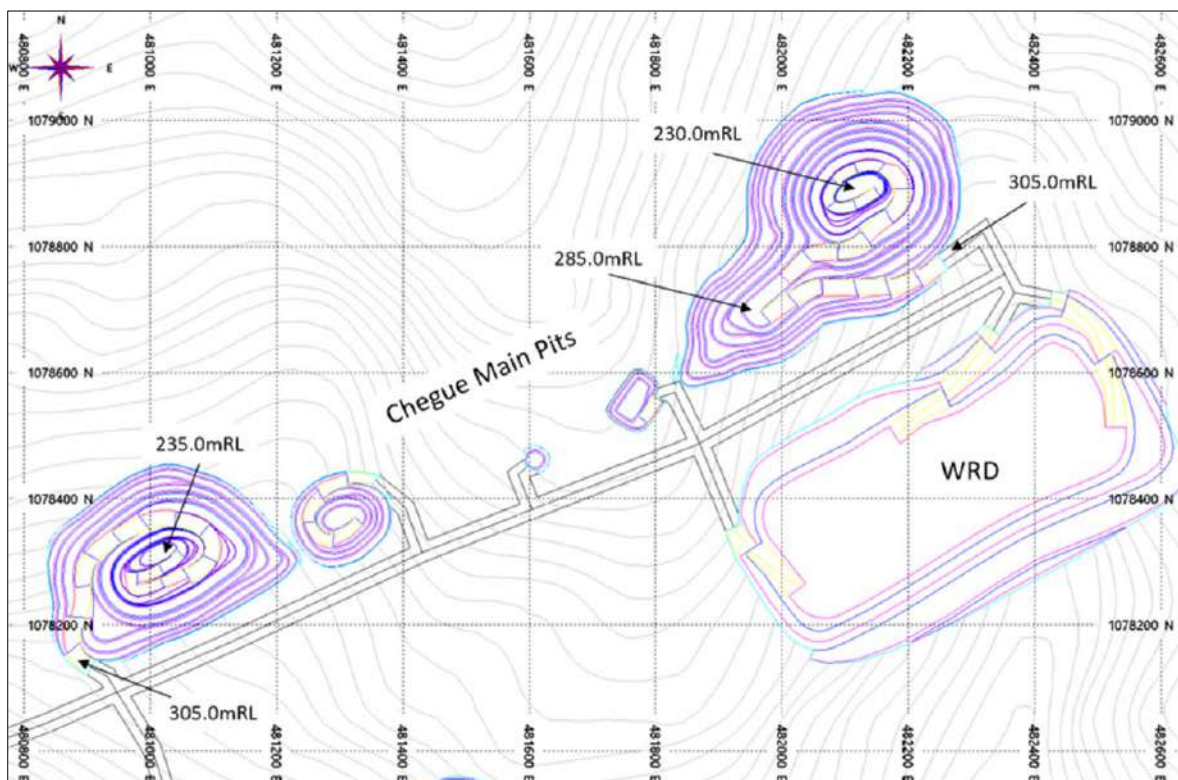 N
W E
480800 E
481000 E
481200 E
481400 E
481600 E
481800 E
482000 E
482200 E
482400 E
482600 E
1079000 N
1079000 N
230.0mRL
305.0mRL
1078800 N
1078800 N
285.0mRL
1078600 N
1078600 N
Chegue Main Pits
235.0mRL
WRD
1078400 N
1078400 N
1078200 N
1078200 N
305.0mRL
480800 E
481000 E
481200 E
481400 E
481600 E
481800 E
482000 E
482200 E
482400 E
482600 E